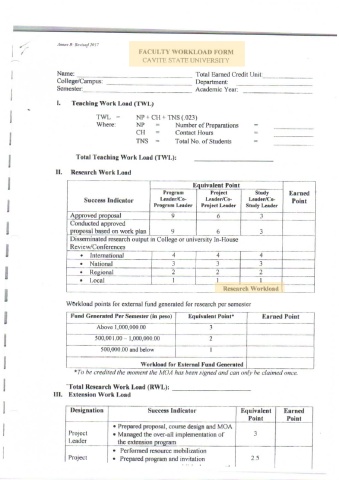 Annex B Revised 2017
FACULTY WORKLOAD FORM
CAVITE STATE UNIVERSITY
Name: Total Earned Credit Unit
College/Campus: Department:
Semester: Academic Year:
I. Teaching Work Load (TWL)
TWL = NP + CH + TNS (.023)
Where: NP = Number of Preparations =
CH = Contact Hours =
TNS = Total No. of Students =
Total Teaching Work Load (TWL):
II. Research Work Load
Success Indicator Equivalent Point Earned Point
Program Leader/Co-Program Leader Project Leader/Co-Project Leader Study Leader/Co-Study Leader
Approved proposal 9 6 3
Conducted approved
proposal based on work plan 9 6 3
Disseminated research output in College or university In-House
Review/Conferences
• International 4 4 4
• National 3 3 3
• Regional 2 2 2
• Local 1 1 1
Research Workload
Workload points for external fund generated for research per semester
Fund Generated Per Semester (in peso) Equivalent Point* Earned Point
Above 1,000,000.00 3
500,001.00 – 1,000,000.00 2
500,000.00 and below 1
Workload for External Fund Generated
*To be credited the moment the MOA has been signed and can only be claimed once.
Total Research Work Load (RWL):
III. Extension Work Load
Designation Success Indicator Equivalent Point Earned Point
Project Leader • Prepared proposal, course design and MOA 3
• Managed the over-all implementation of
the extension program
Project • Performed resource mobilization 2.5
• Prepared program and invitation